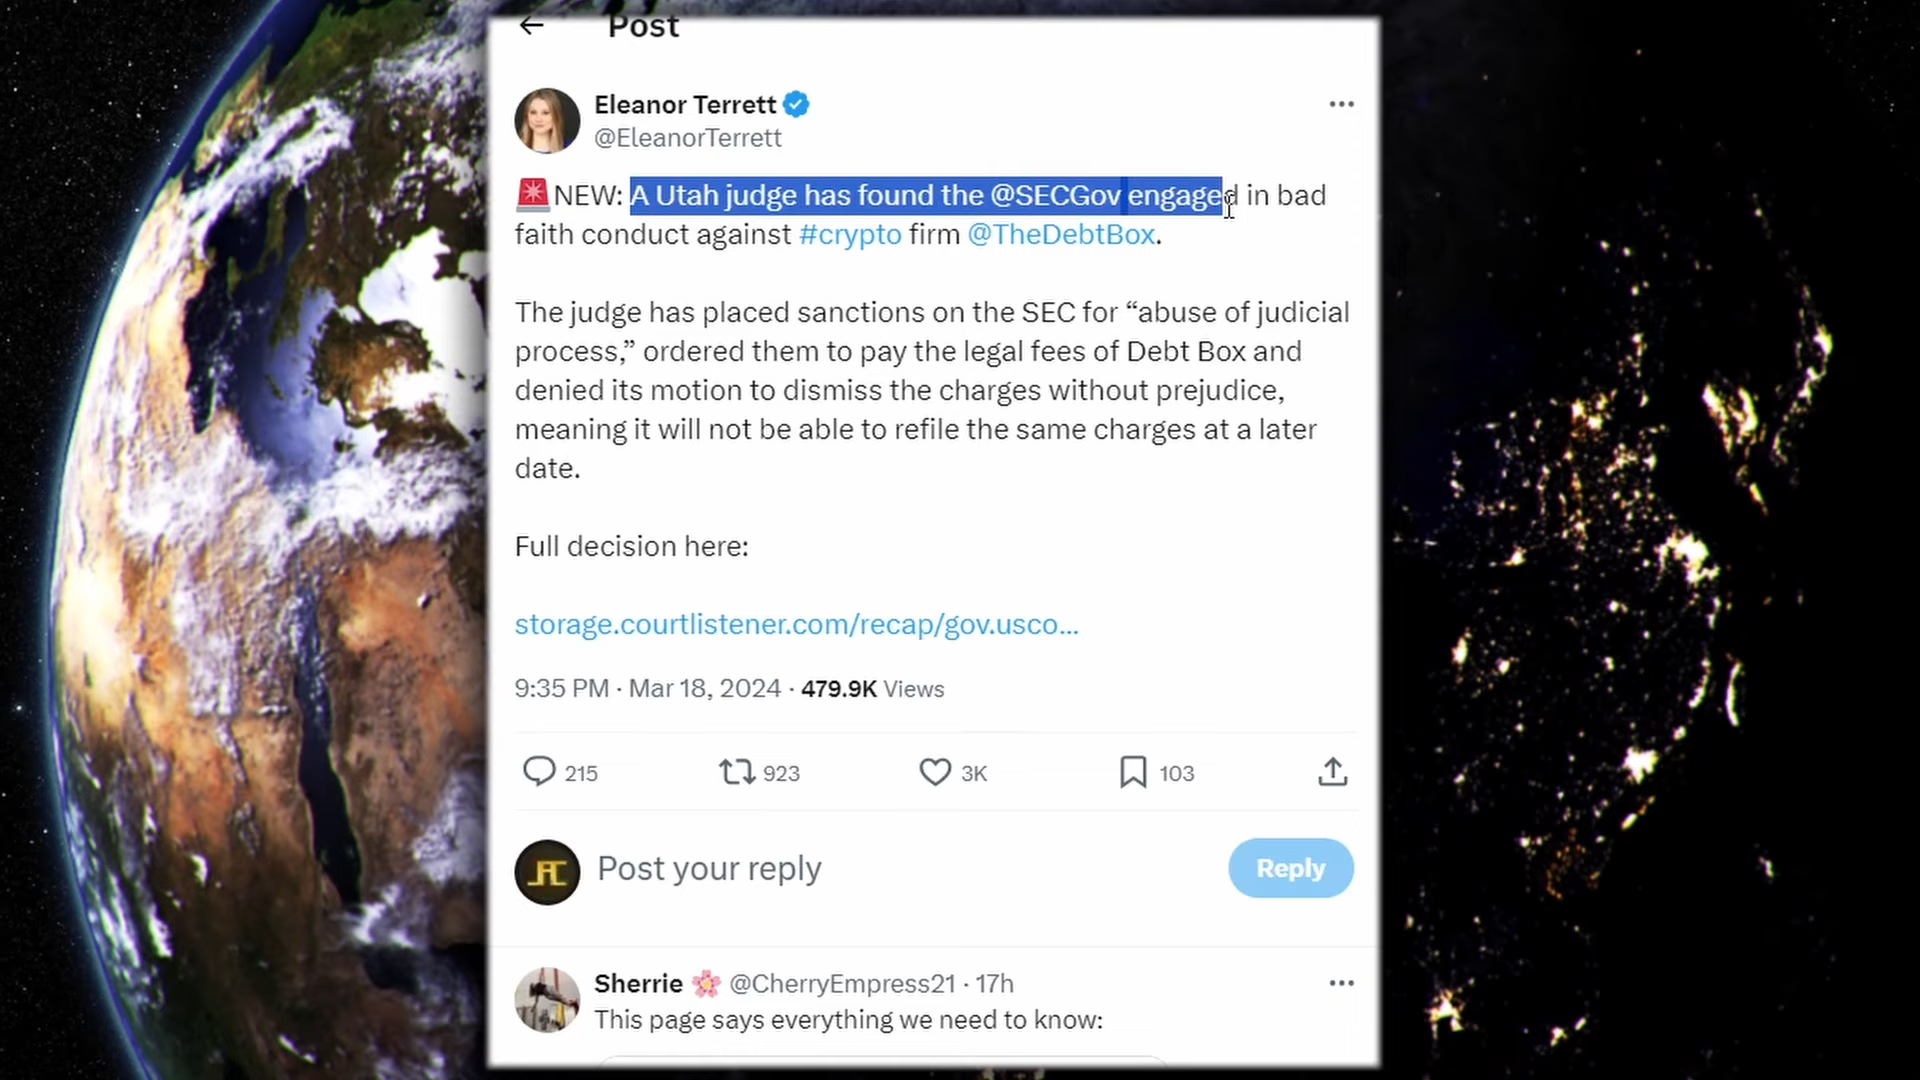 Post
Eleanor Terrett
@EleanorTerrett
NEW: A Utah judge has found the @SECGov engaged in bad
faith conduct against #crypto firm @TheDebtBox.
The judge has placed sanctions on the SEC for “abuse of judicial
process,” ordered them to pay the legal fees of Debt Box and
denied its motion to dismiss the charges without prejudice,
meaning it will not be able to refile the same charges at a later
date.
Full decision here:
storage.courtlistener.com/recap/gov.usco...
9:35 PM · Mar 18, 2024 · 479.9K Views
215 923 3K 103
Post your reply
Reply
Sherrie 🌸 @CherryEmpress21 · 17h
This page says everything we need to know: